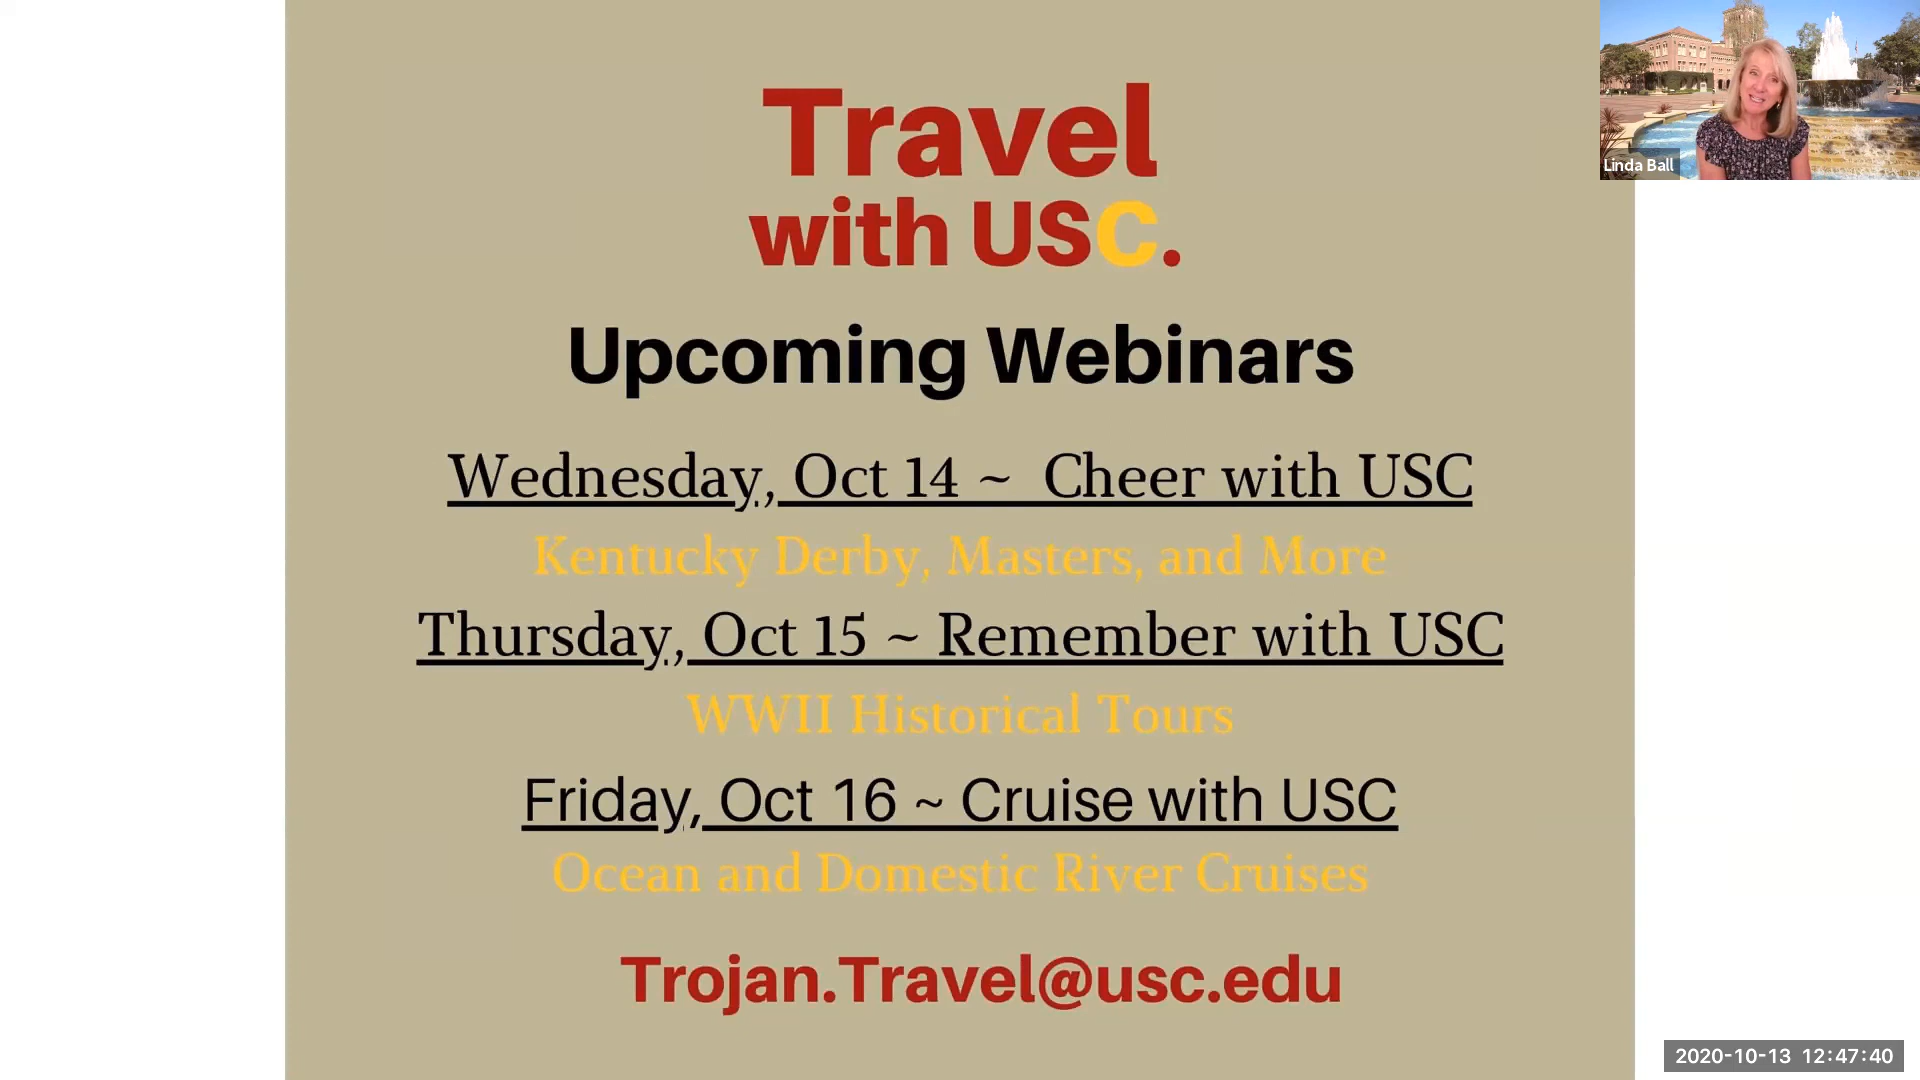 Travel
with USC.
Upcoming Webinars
Wednesday, Oct 14 ~ Cheer with USC
Kentucky Derby, Masters, and More
Thursday, Oct 15 ~ Remember with USC
WWII Historical Tours
Friday, Oct 16 ~ Cruise with USC
Ocean and Domestic River Cruises
Trojan.Travel@usc.edu
Linda Ball
2020-10-13 12:47:40